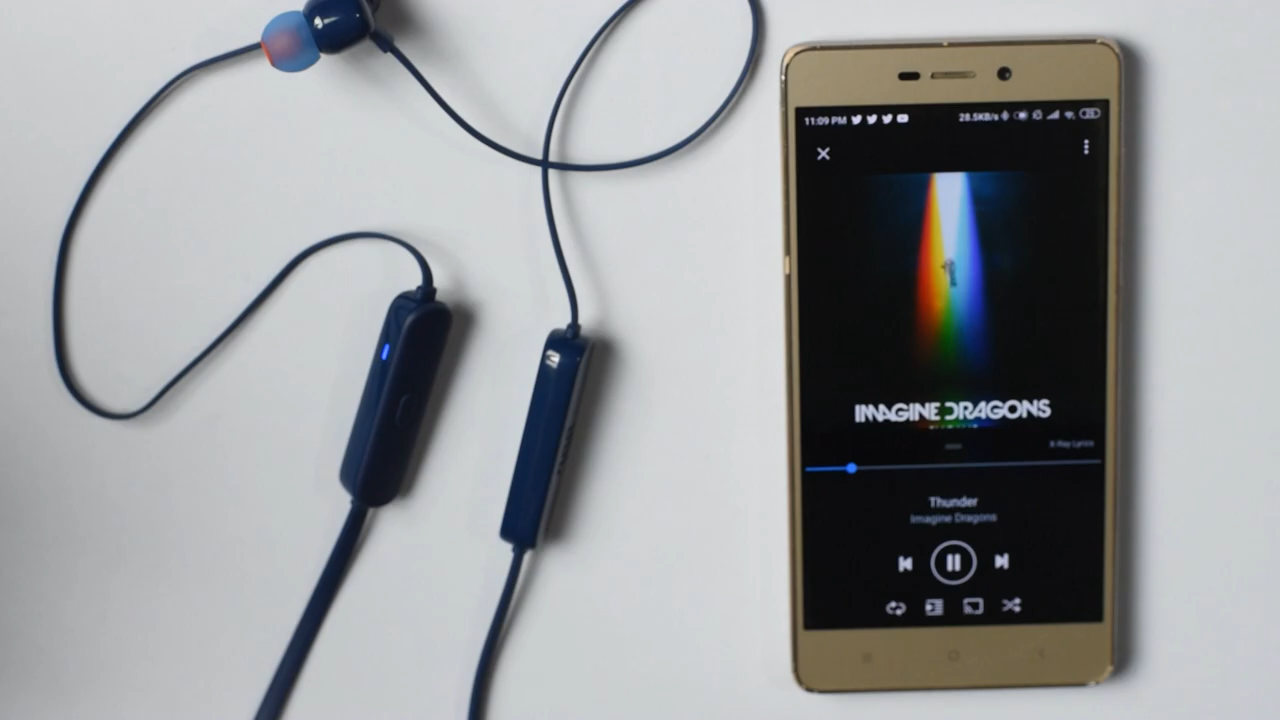 11:09 PM
28.5KB/s
IMAGINE DRAGONS
X-Ray Lyrics
Thunder
Imagine Dragons